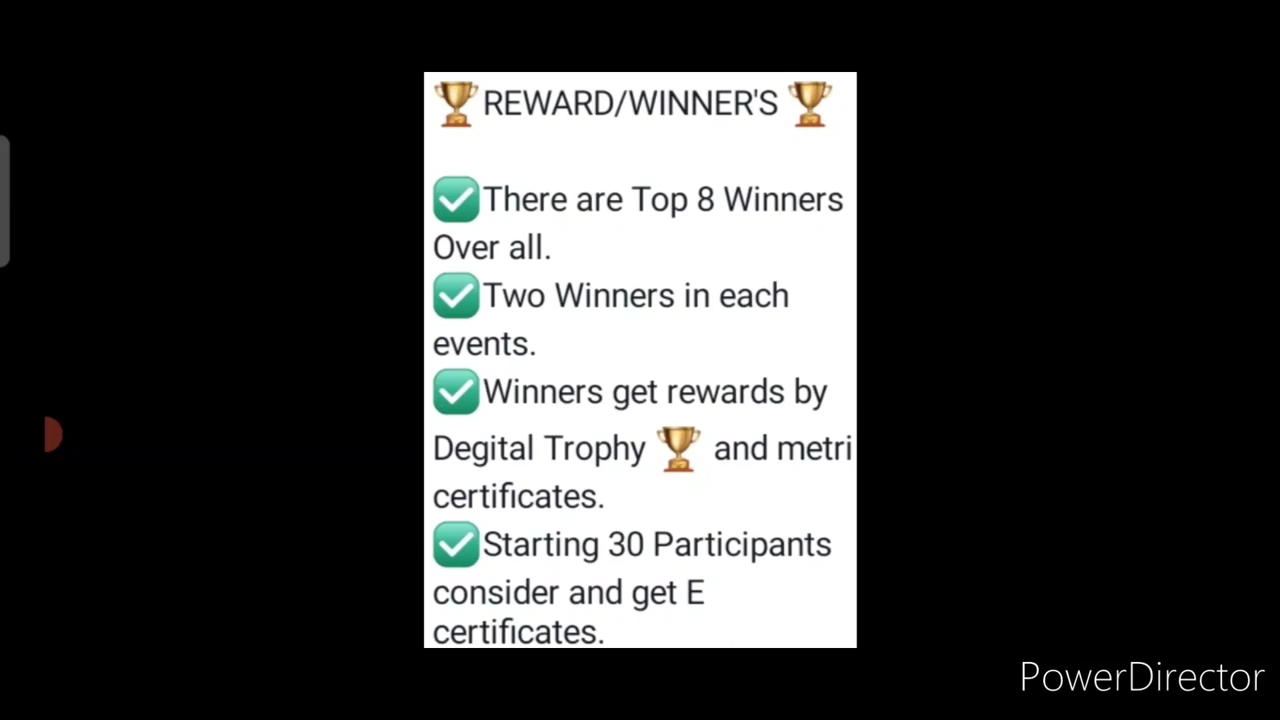 🏆REWARD/WINNER'S 🏆
✅There are Top 8 Winners
Over all.
✅Two Winners in each
events.
✅Winners get rewards by
Degital Trophy 🏆 and metri
certificates.
✅Starting 30 Participants
consider and get E
certificates.
PowerDirector